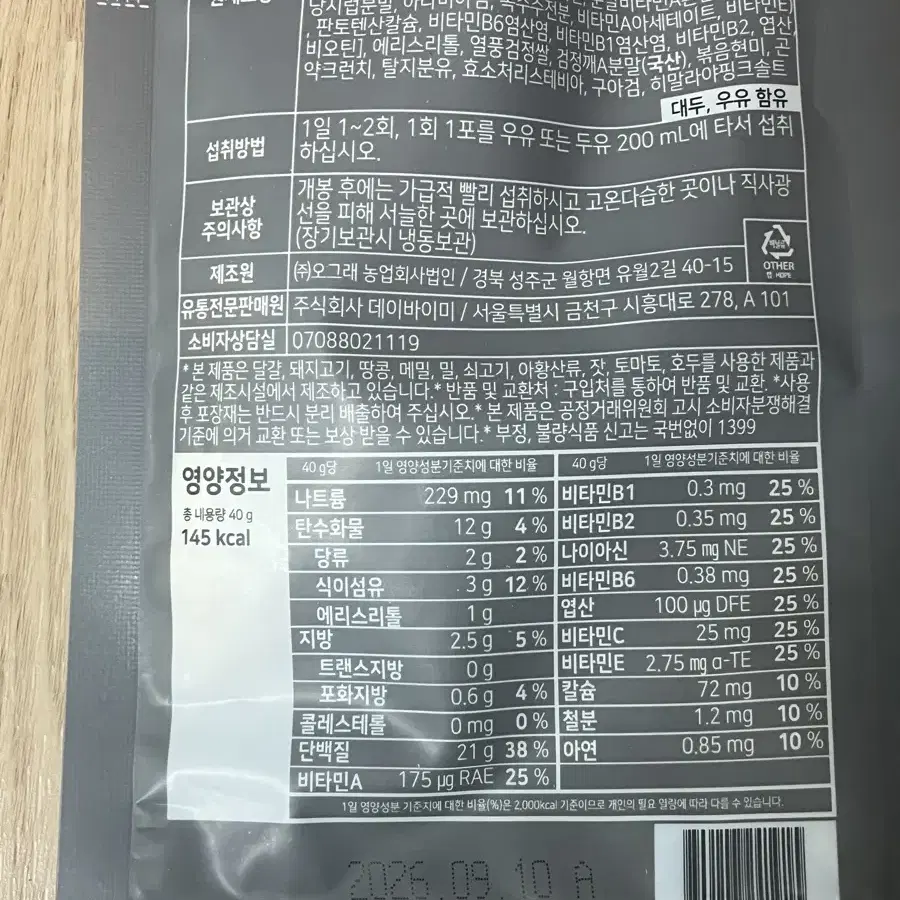 당시럽분말,
, 판토텐산칼슘, 비타민B6염산염, 비타민B1염산염, 비타민B2, 엽산,
비타민A아세테이트, 비타민E
비오틴], 에리스리톨, 열풍검정쌀, 검정깨A분말(국산), 볶음현미, 곤
약크런치, 탈지분유, 효소처리스테비아, 구아검, 히말라야핑크솔트
대두, 우유 함유
섭취방법
1일 1~2회, 1회 1포를 우유 또는 두유 200 mL에 타서 섭취
하십시오.
보관상
주의사항
개봉 후에는 가급적 빨리 섭취하시고 고온다습한 곳이나 직사광
선을 피해 서늘한 곳에 보관하십시오.
(장기보관시 냉동보관)
OTHER
캡 HDPE
제조원 ㈜오그래 농업회사법인 / 경북 성주군 월항면 유월2길 40-15
유통전문판매원 주식회사 데이바이미 / 서울특별시 금천구 시흥대로 278, A 101
소비자상담실 07088021119
* 본 제품은 달걀, 돼지고기, 땅콩, 메밀, 밀, 쇠고기, 아황산류, 잣, 토마토, 호두를 사용한 제품과
같은 제조시설에서 제조하고 있습니다.* 반품 및 교환처 : 구입처를 통하여 반품 및 교환. *사용
후 포장재는 반드시 분리 배출하여 주십시오.* 본 제품은 공정거래위원회 고시 소비자분쟁해결
기준에 의거 교환 또는 보상 받을 수 있습니다.* 부정, 불량식품 신고는 국번없이 1399
영양정보
총 내용량 40 g
145 kcal
40 g당 1일 영양성분기준치에 대한 비율
나트륨 229 mg 11 %
탄수화물 12 g 4 %
당류 2 g 2 %
식이섬유 3 g 12 %
에리스리톨 1 g
지방 2.5 g 5 %
트랜스지방 0 g
포화지방 0.6 g 4 %
콜레스테롤 0 mg 0 %
단백질 21 g 38 %
비타민A 175 µg RAE 25 %
40 g당 1일 영양성분기준치에 대한 비율
비타민B1 0.3 mg 25 %
비타민B2 0.35 mg 25 %
나이아신 3.75 mg NE 25 %
비타민B6 0.38 mg 25 %
엽산 100 µg DFE 25 %
비타민C 25 mg 25 %
비타민E 2.75 mg α-TE 25 %
칼슘 72 mg 10 %
철분 1.2 mg 10 %
아연 0.85 mg 10 %
1일 영양성분 기준치에 대한 비율(%)은 2,000kcal 기준이므로 개인의 필요 열량에 따라 다를 수 있습니다.
2026.09.10 A